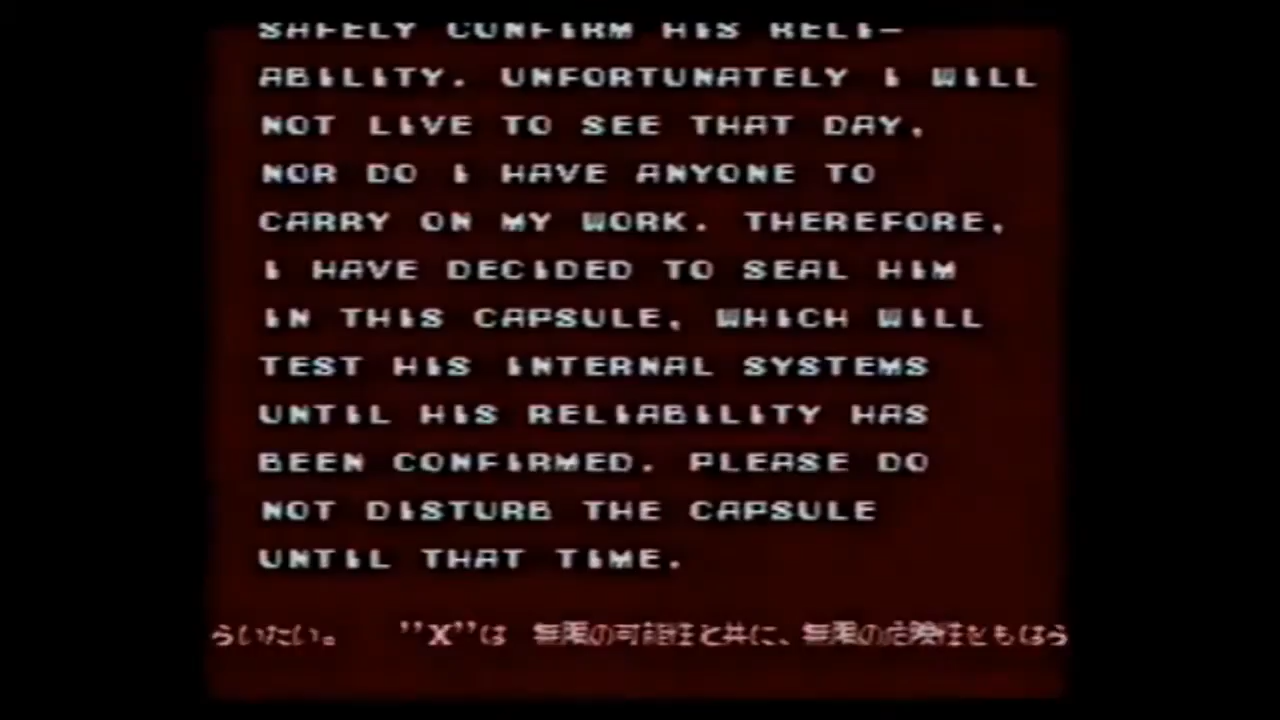 SAFELY CONFIRM HIS RELI-
ABILITY. UNFORTUNATELY I WILL
NOT LIVE TO SEE THAT DAY,
NOR DO I HAVE ANYONE TO
CARRY ON MY WORK. THEREFORE,
I HAVE DECIDED TO SEAL HIM
IN THIS CAPSULE, WHICH WILL
TEST HIS INTERNAL SYSTEMS
UNTIL HIS RELIABILITY HAS
BEEN CONFIRMED. PLEASE DO
NOT DISTURB THE CAPSULE
UNTIL THAT TIME.
らいたい。 ”X”は 無限の可能性と共に、無限の危険性をもはら